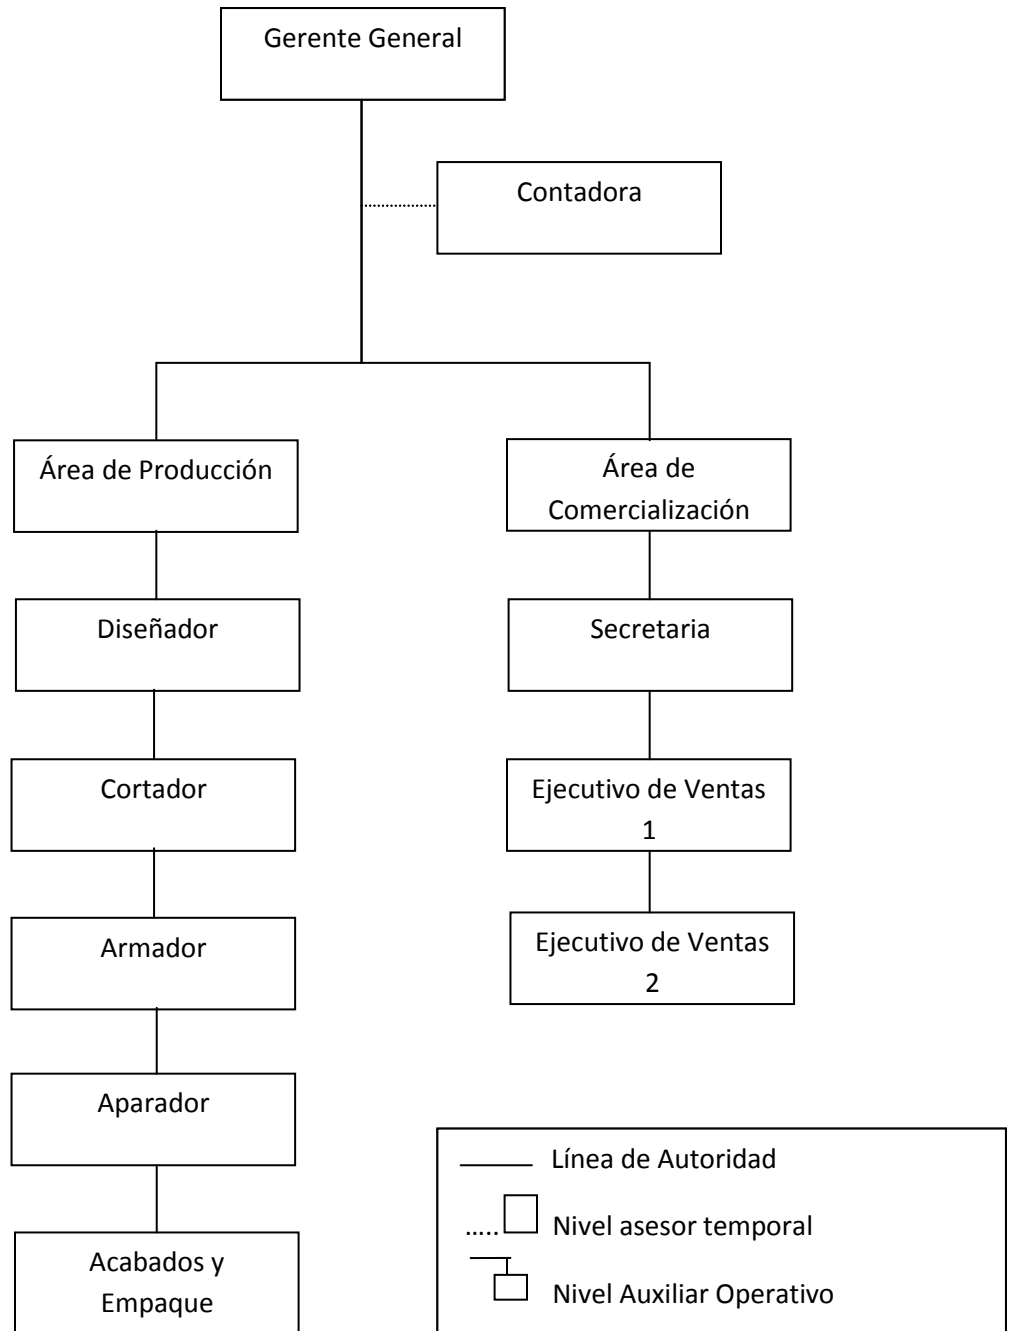 Gerente General
Contadora
Área de Producción
Área de
Comercialización
Diseñador
Secretaria
Cortador
Ejecutivo de Ventas
1
Armador
Ejecutivo de Ventas
2
Aparador
Acabados y
Empaque
Línea de Autoridad
..... Nivel asesor temporal
Nivel Auxiliar Operativo